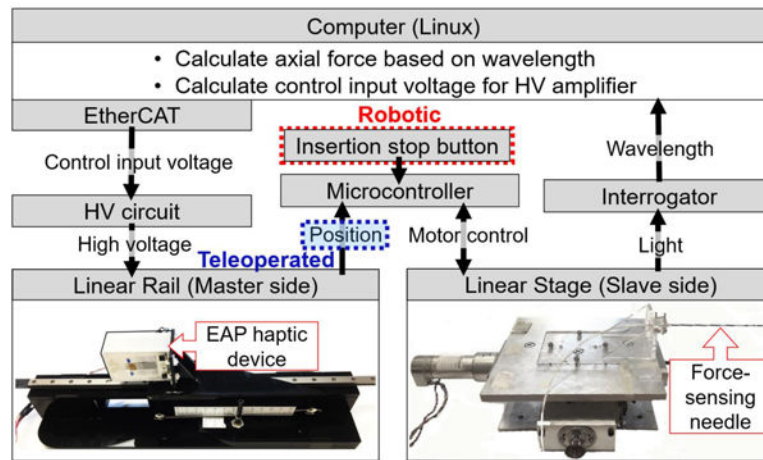 Computer (Linux)
• Calculate axial force based on wavelength
• Calculate control input voltage for HV amplifier
EtherCAT
Robotic
Insertion stop button
Control input voltage
Wavelength
Microcontroller
Interrogator
HV circuit
Position
Motor control
Light
High voltage
Teleoperated
Linear Rail (Master side)
Linear Stage (Slave side)
EAP haptic
device
Force-
sensing
needle